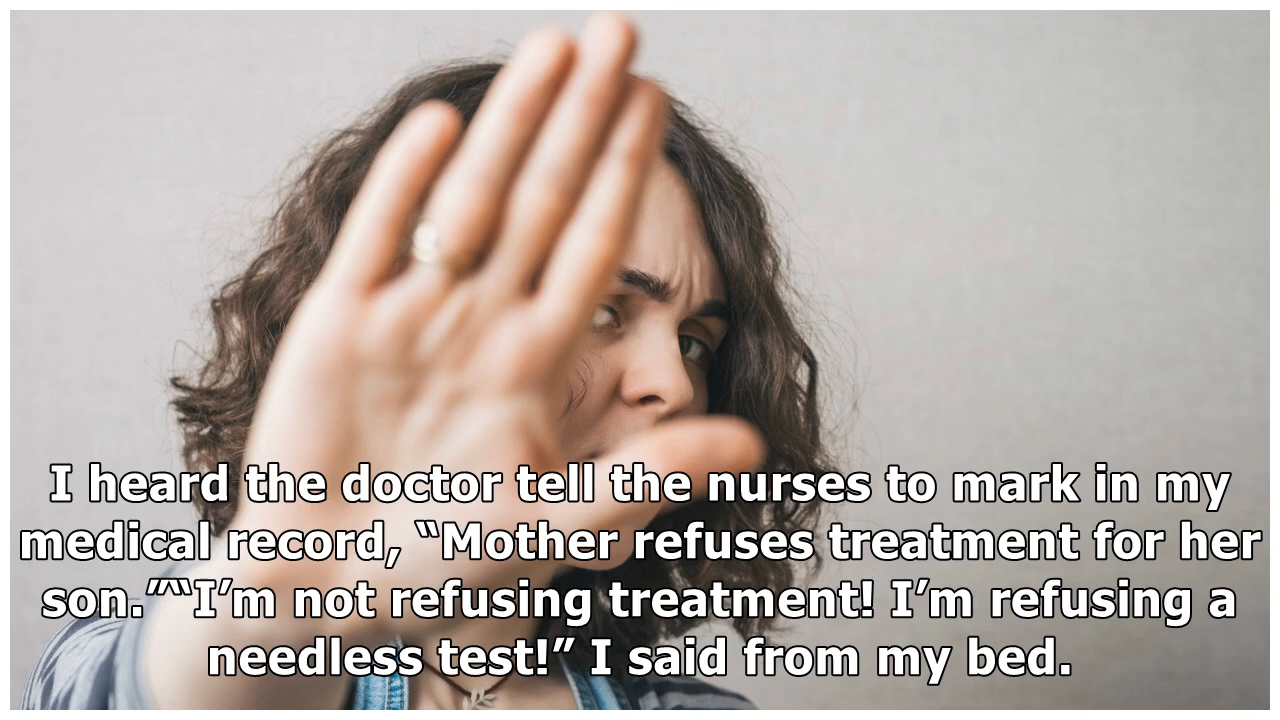 I heard the doctor tell the nurses to mark in my
medical record, “Mother refuses treatment for her
son.”“I’m not refusing treatment! I’m refusing a
needless test!” I said from my bed.